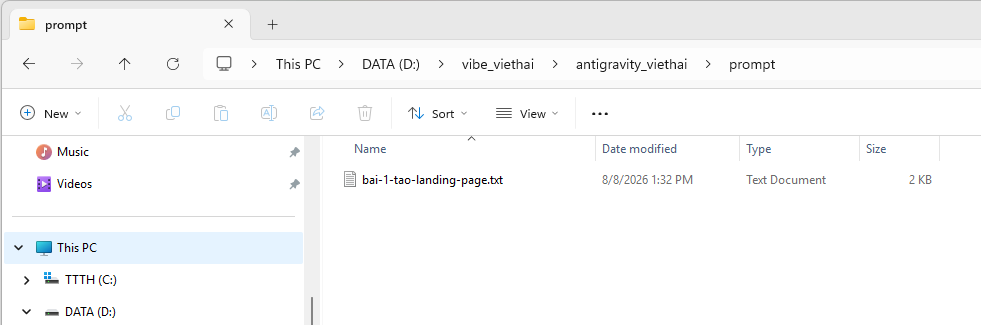 prompt
This PC > DATA (D:) > vibe_viethai > antigravity_viethai > prompt
New Sort View
Name Date modified Type Size
Music
bai-1-tao-landing-page.txt 8/8/2026 1:32 PM Text Document 2 KB
Videos
This PC
TTTH (C:)
DATA (D:)